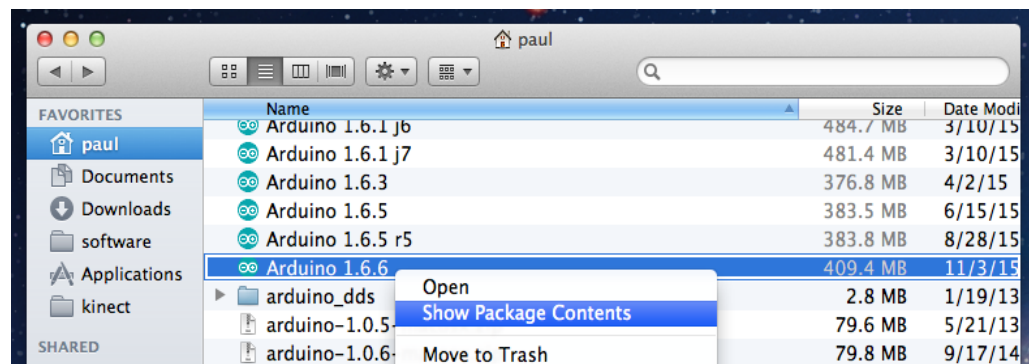 paul
FAVORITES
paul
Documents
Downloads
software
Applications
kinect
SHARED
Name Size Date Modi
Arduino 1.6.1 j6 484.7 MB 3/10/15
Arduino 1.6.1 j7 481.4 MB 3/10/15
Arduino 1.6.3 376.8 MB 4/2/15
Arduino 1.6.5 383.5 MB 6/15/15
Arduino 1.6.5 r5 383.8 MB 8/28/15
Arduino 1.6.6 409.4 MB 11/3/15
arduino_dds 2.8 MB 1/19/13
arduino-1.0.5- 79.6 MB 5/21/13
arduino-1.0.6- 79.8 MB 9/17/14
Open
Show Package Contents
Move to Trash